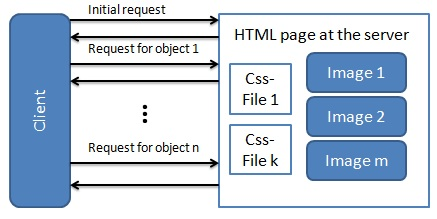 Initial request
HTML page at the server
Request for object 1
Client
Css-
File 1
Image 1
Image 2
Css-
File k
Image m
Request for object n